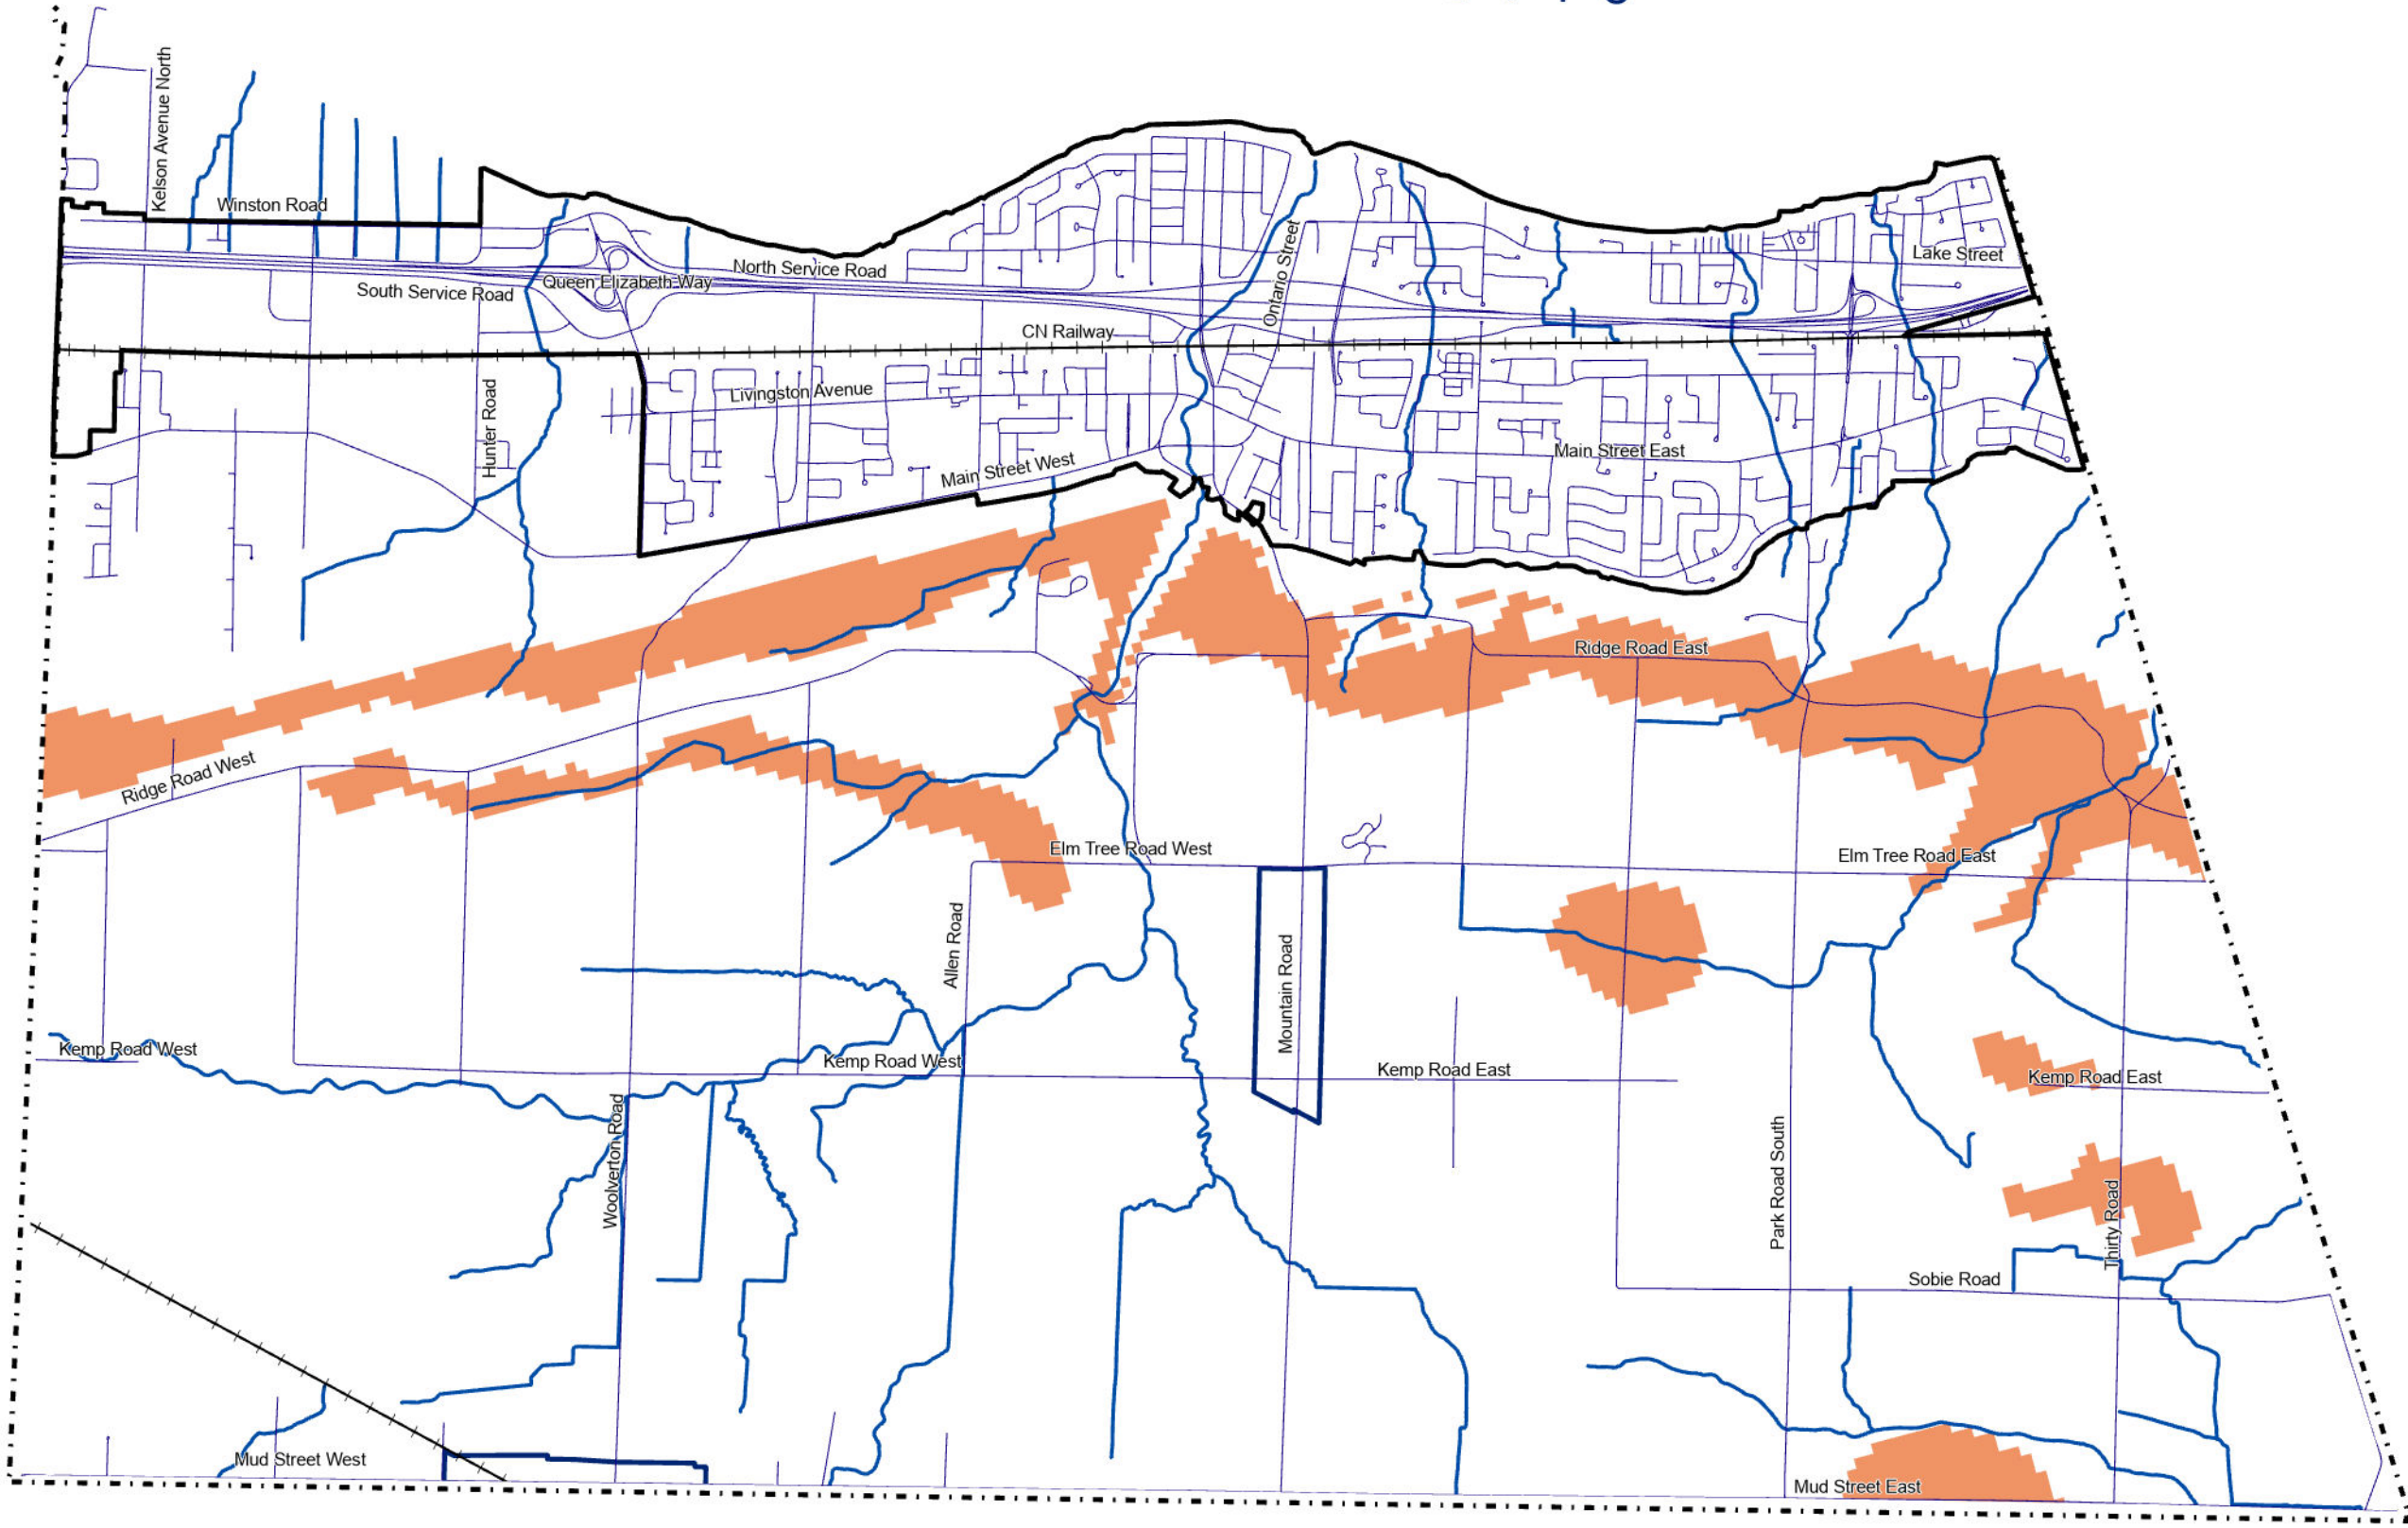 Kelson Avenue North
Winston Road
North Service Road
Lake Street
Queen Elizabeth Way
South Service Road
Ontario Street
CN Railway
Livingston Avenue
Hunter Road
Main Street East
Main Street West
Ridge Road East
Ridge Road West
Elm Tree Road West
Elm Tree Road East
Allen Road
Mountain Road
Kemp Road West
Kemp Road West
Kemp Road East
Kemp Road East
Woolverton Road
Park Road South
Thirty Road
Sobie Road
Mud Street West
Mud Street East